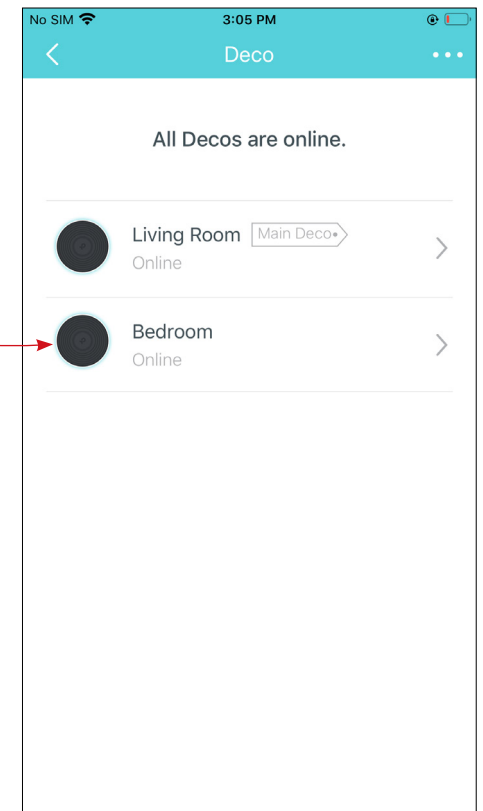 No SIM 3:05 PM
Deco
All Decos are online.
Living Room Main Deco
Online
Bedroom
Online